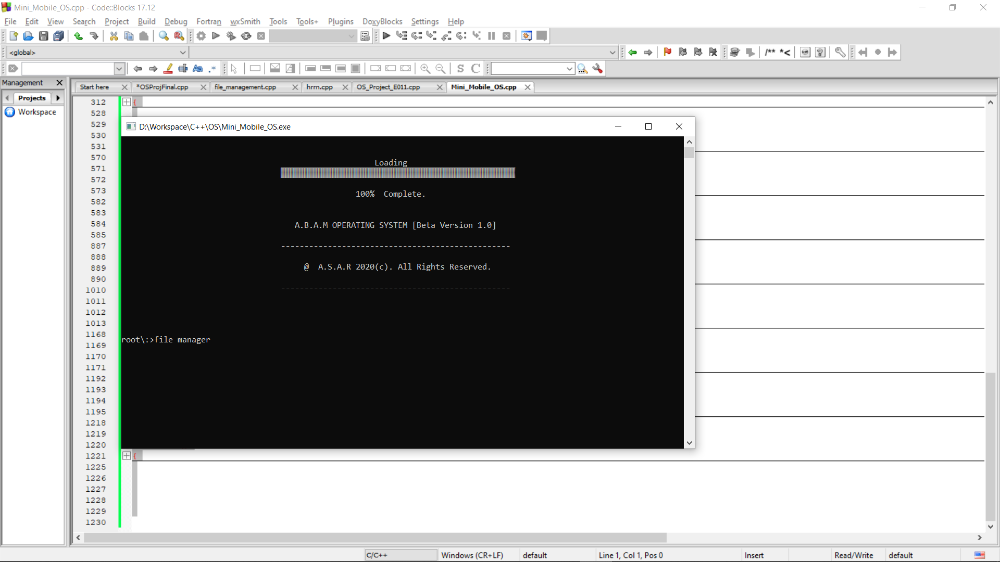 Mini_Mobile_OS.cpp - Code::Blocks 17.12
File Edit View Search Project Build Debug Fortran wxSmith Tools Tools+ Plugins DoxyBlocks Settings Help
<global>
/** *<
Aa .*
S C
Management
Start here *OSProjFinal.cpp file_management.cpp hrrn.cpp OS_Project_E011.cpp Mini_Mobile_OS.cpp
Projects
Workspace
312 {
528
529
530
531
570
571
572
573
582
583
584
585
887
888
889
890
1010
1011
1012
1013
1168
1169
1170
1171
1192
1193
1194
1195
1218
1219
1220
1221 {
1225
1226
1227
1228
1229
1230
D:\Workspace\C++\OS\Mini_Mobile_OS.exe
Loading
100% Complete.
A.B.A.M OPERATING SYSTEM [Beta Version 1.0]
-------------------------------------------------
@ A.S.A.R 2020(c). All Rights Reserved.
-------------------------------------------------
root\:>file manager
C/C++ Windows (CR+LF) default Line 1, Col 1, Pos 0 Insert Read/Write default